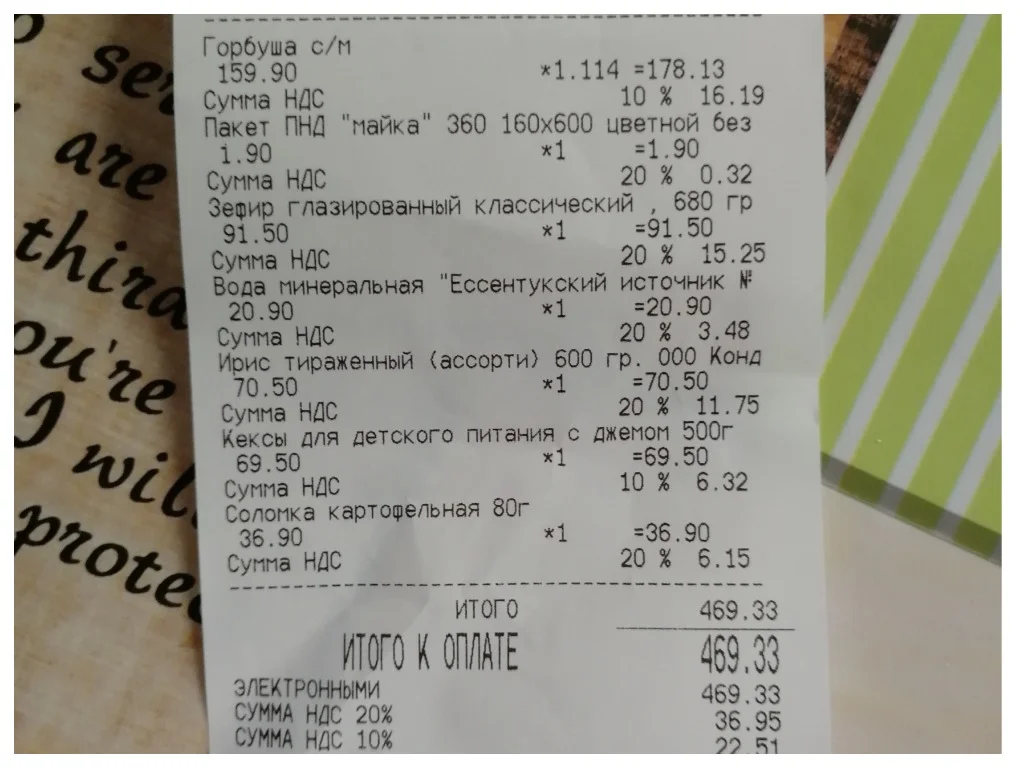 Горбуша с/м
159.90 *1.114 =178.13
Сумма НДС 10 % 16.19
Пакет ПНД "майка" 360 160х600 цветной без
1.90 *1 =1.90
Сумма НДС 20 % 0.32
Зефир глазированный классический , 680 гр
91.50 *1 =91.50
Сумма НДС 20 % 15.25
Вода минеральная "Ессентукский источник №
20.90 *1 =20.90
Сумма НДС 20 % 3.48
Ирис тираженный (ассорти) 600 гр. ООО Конд
70.50 *1 =70.50
Сумма НДС 20 % 11.75
Кексы для детского питания с джемом 500г
69.50 *1 =69.50
Сумма НДС 10 % 6.32
Соломка картофельная 80г
36.90 *1 =36.90
Сумма НДС 20 % 6.15
ИТОГО 469.33
ИТОГО К ОПЛАТЕ 469.33
ЭЛЕКТРОННЫМИ 469.33
СУММА НДС 20% 36.95
СУММА НДС 10% 22.51
are
you're
I